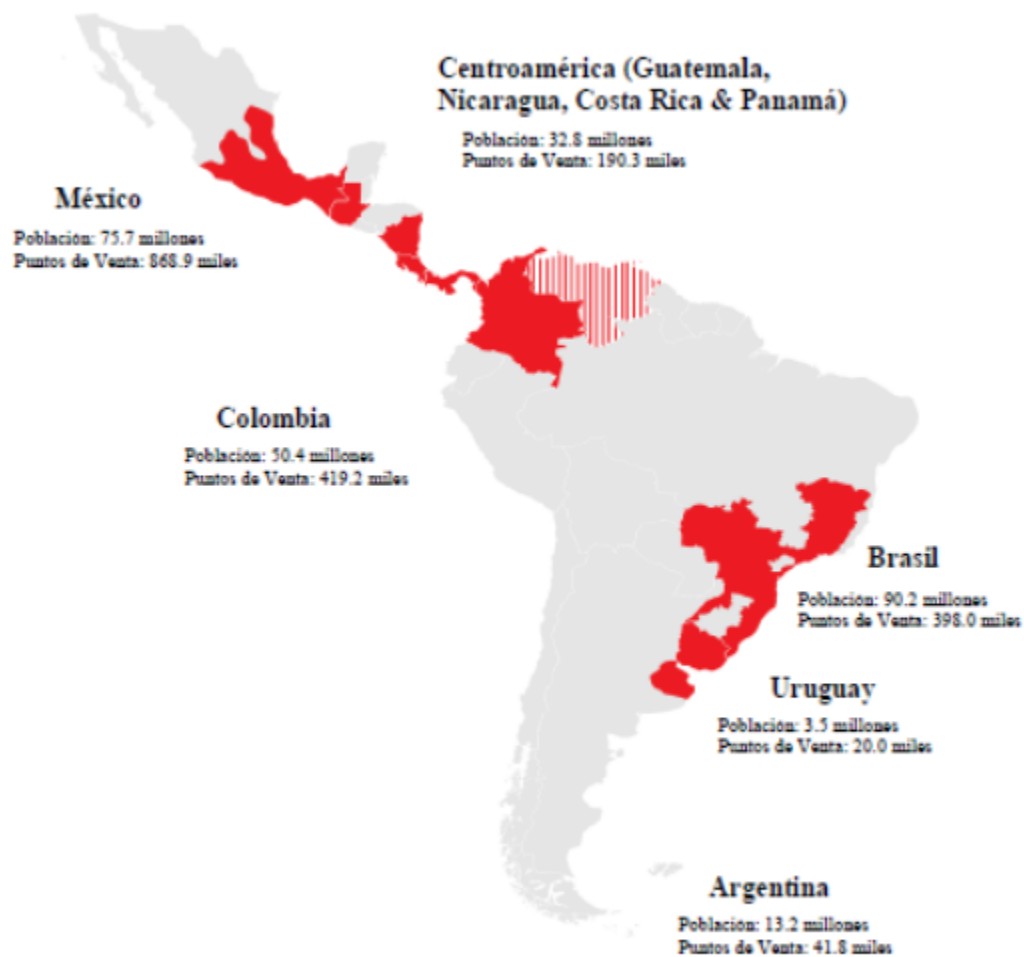 Centroamérica (Guatemala,
Nicaragua, Costa Rica & Panamá)
Población: 32.8 millones
Puntos de Venta: 190.3 miles
México
Población: 75.7 millones
Puntos de Venta: 868.9 miles
Colombia
Población: 50.4 millones
Puntos de Venta: 419.2 miles
Brasil
Población: 90.2 millones
Puntos de Venta: 398.0 miles
Uruguay
Población: 3.5 millones
Puntos de Venta: 20.0 miles
Argentina
Población: 13.2 millones
Puntos de Venta: 41.8 miles